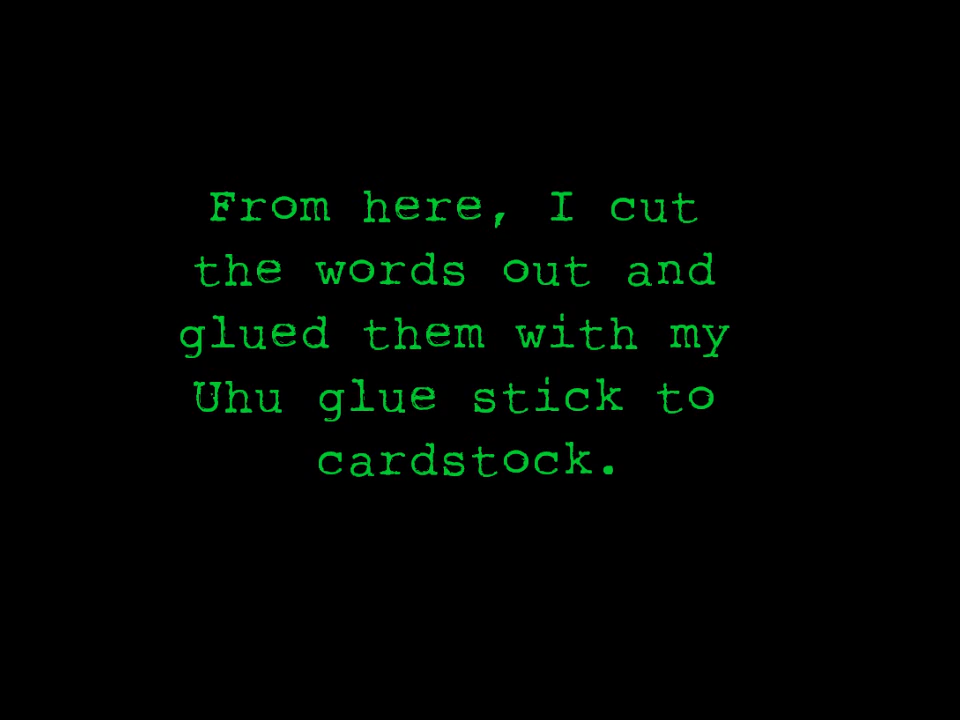 From here, I cut
the words out and
glued them with my
Uhu glue stick to
cardstock.